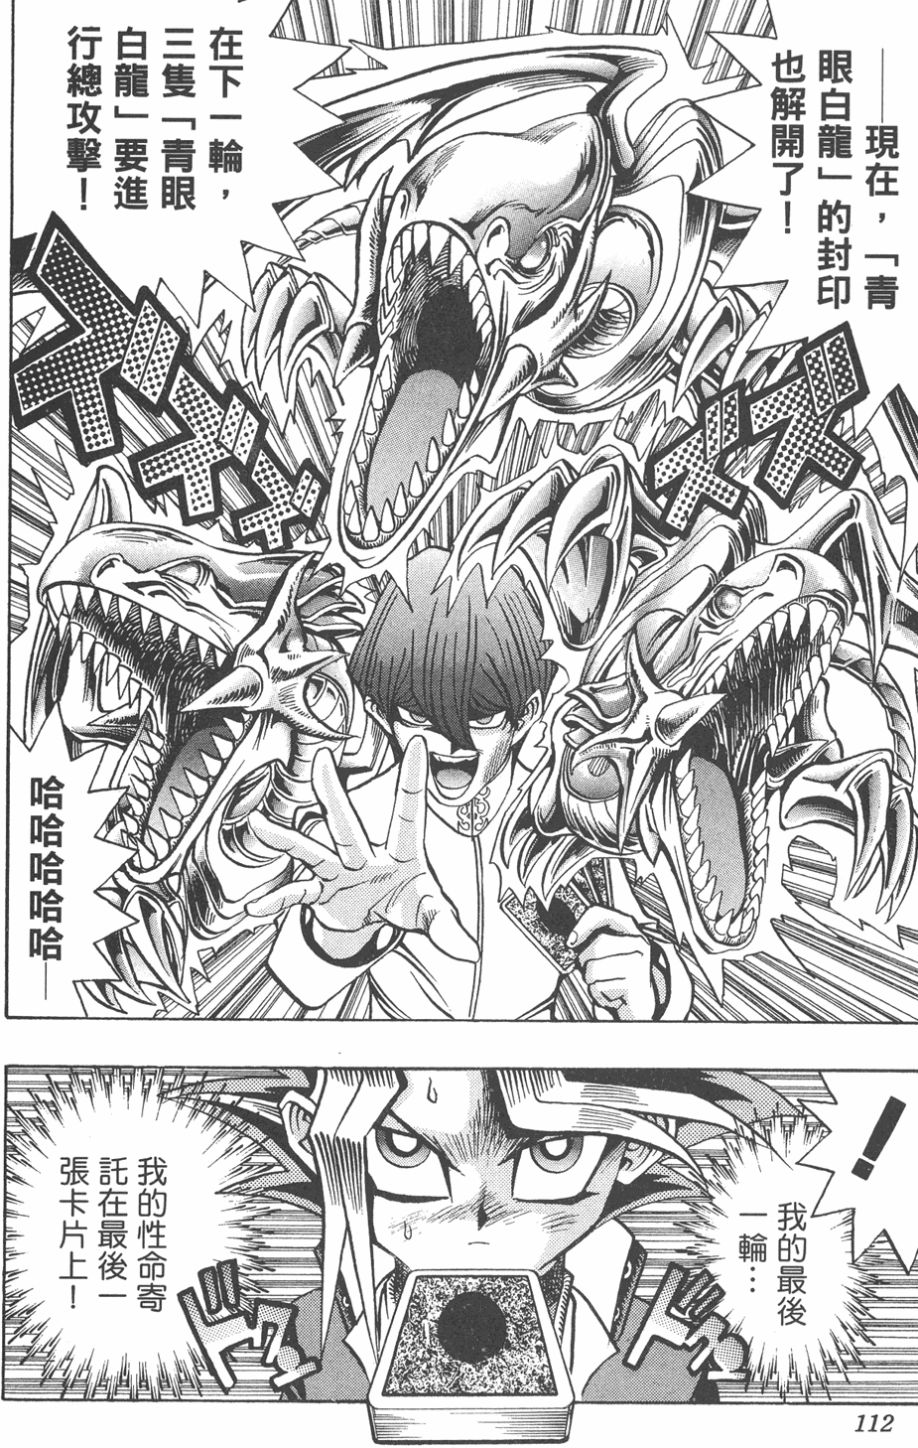 ——現在，「青
眼白龍」的封印
也解開了！
在下一輪，
三隻「青眼
白龍」要進
行總攻擊！
ズズ
ズズズ
哈哈哈哈哈——
！
我的最後
一輪…
ドクン
我的性命寄
託在最後一
張卡片上！
ドクン
112